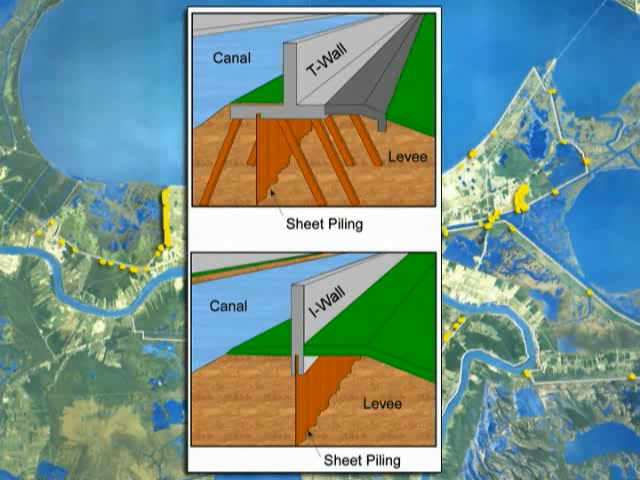 Canal
T-Wall
Levee
Sheet Piling
Canal
I-Wall
Levee
Sheet Piling